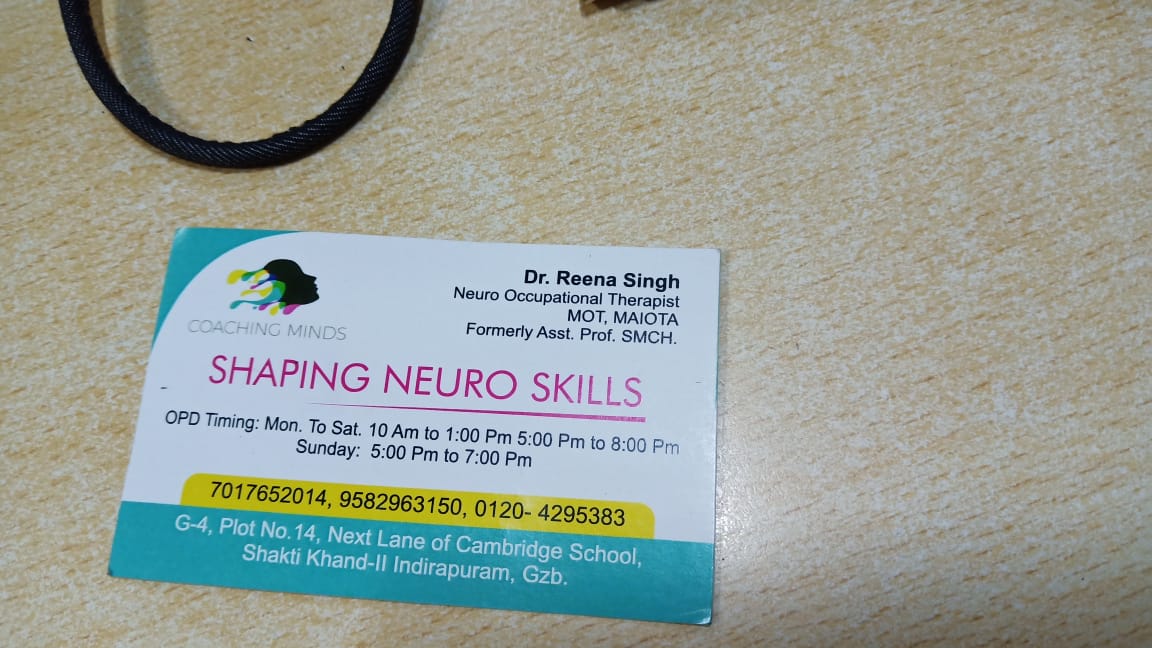 COACHING MINDS
Dr. Reena Singh
Neuro Occupational Therapist
MOT, MAIOTA
Formerly Asst. Prof. SMCH.
SHAPING NEURO SKILLS
OPD Timing: Mon. To Sat. 10 Am to 1:00 Pm 5:00 Pm to 8:00 Pm
Sunday: 5:00 Pm to 7:00 Pm
7017652014, 9582963150, 0120- 4295383
G-4, Plot No.14, Next Lane of Cambridge School,
Shakti Khand-II Indirapuram, Gzb.